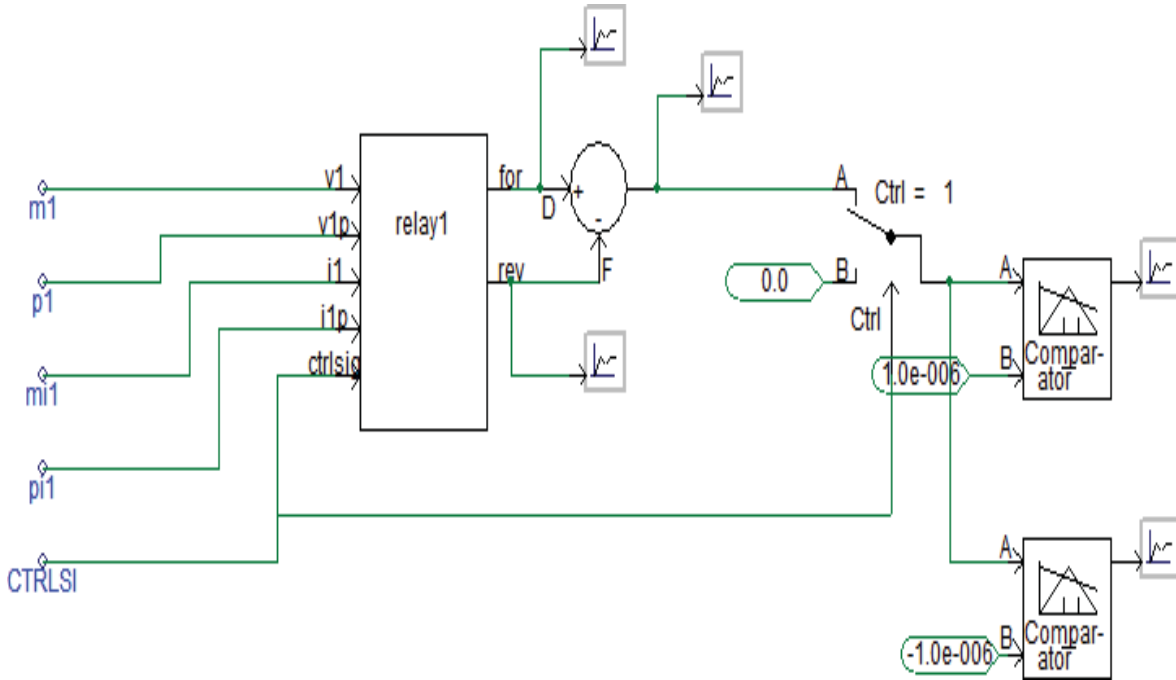 m1
p1
mi1
pi1
CTRLSI
v1
v1p
i1
i1p
ctrlsig
relay1
for
rev
D
+
-
F
A
Ctrl = 1
B
0.0
Ctrl
A
1.0e-006
B
Compar-
ator
A
-1.0e-006
B
Compar-
ator